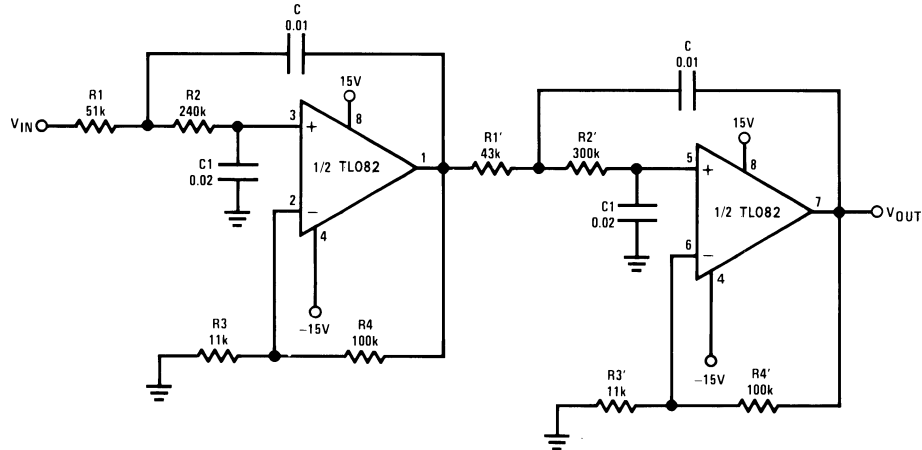 C
0.01
15V
8
R1
51k
R2
240k
VIN
3
+
1/2 TL082
1
C1
0.02
2
−
4
−15V
R3
11k
R4
100k
C
0.01
15V
8
R1'
43k
R2'
300k
5
+
1/2 TL082
7
VOUT
C1
0.02
6
−
4
−15V
R3'
11k
R4'
100k